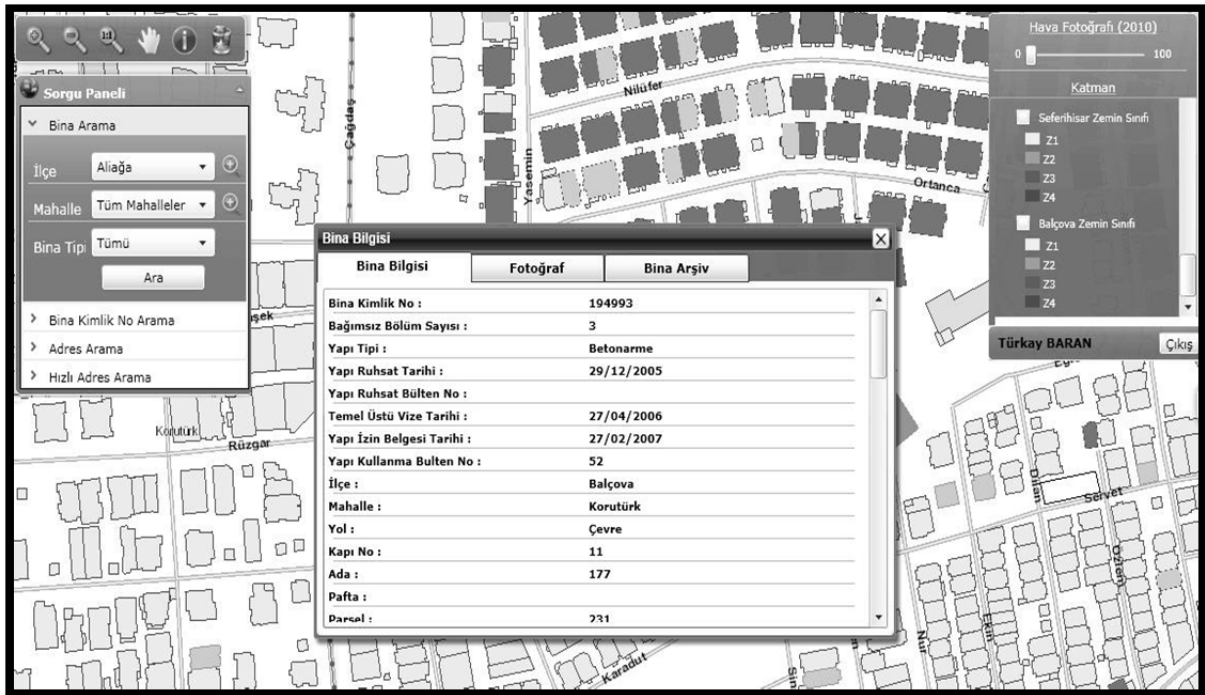 1:1
Sorgu Paneli
Bina Arama
İlçe Aliağa
Mahalle Tüm Mahalleler
Bina Tipi Tümü
Ara
Bina Kimlik No Arama
Adres Arama
Hızlı Adres Arama
Çağdaş
Yasemin
Nilüfer
Ortanca
Hava Fotoğrafı (2010)
0 100
Katman
Seferihisar Zemin Sınıfı
Z1
Z2
Z3
Z4
Balçova Zemin Sınıfı
Z1
Z2
Z3
Z4
Türkay BARAN Çıkış
Bina Bilgisi
Bina Bilgisi Fotoğraf Bina Arşiv
Bina Kimlik No : 194993
Bağımsız Bölüm Sayısı : 3
Yapı Tipi : Betonarme
Yapı Ruhsat Tarihi : 29/12/2005
Yapı Ruhsat Bülten No :
Temel Üstü Vize Tarihi : 27/04/2006
Yapı İzin Belgesi Tarihi : 27/02/2007
Yapı Kullanma Bulten No : 52
İlçe : Balçova
Mahalle : Korutürk
Yol : Çevre
Kapı No : 11
Ada : 177
Pafta :
Parsel : 231
Korutürk
Rüzgar
Karadut
Dilan
Servet
Özlem
Ekin
Nur